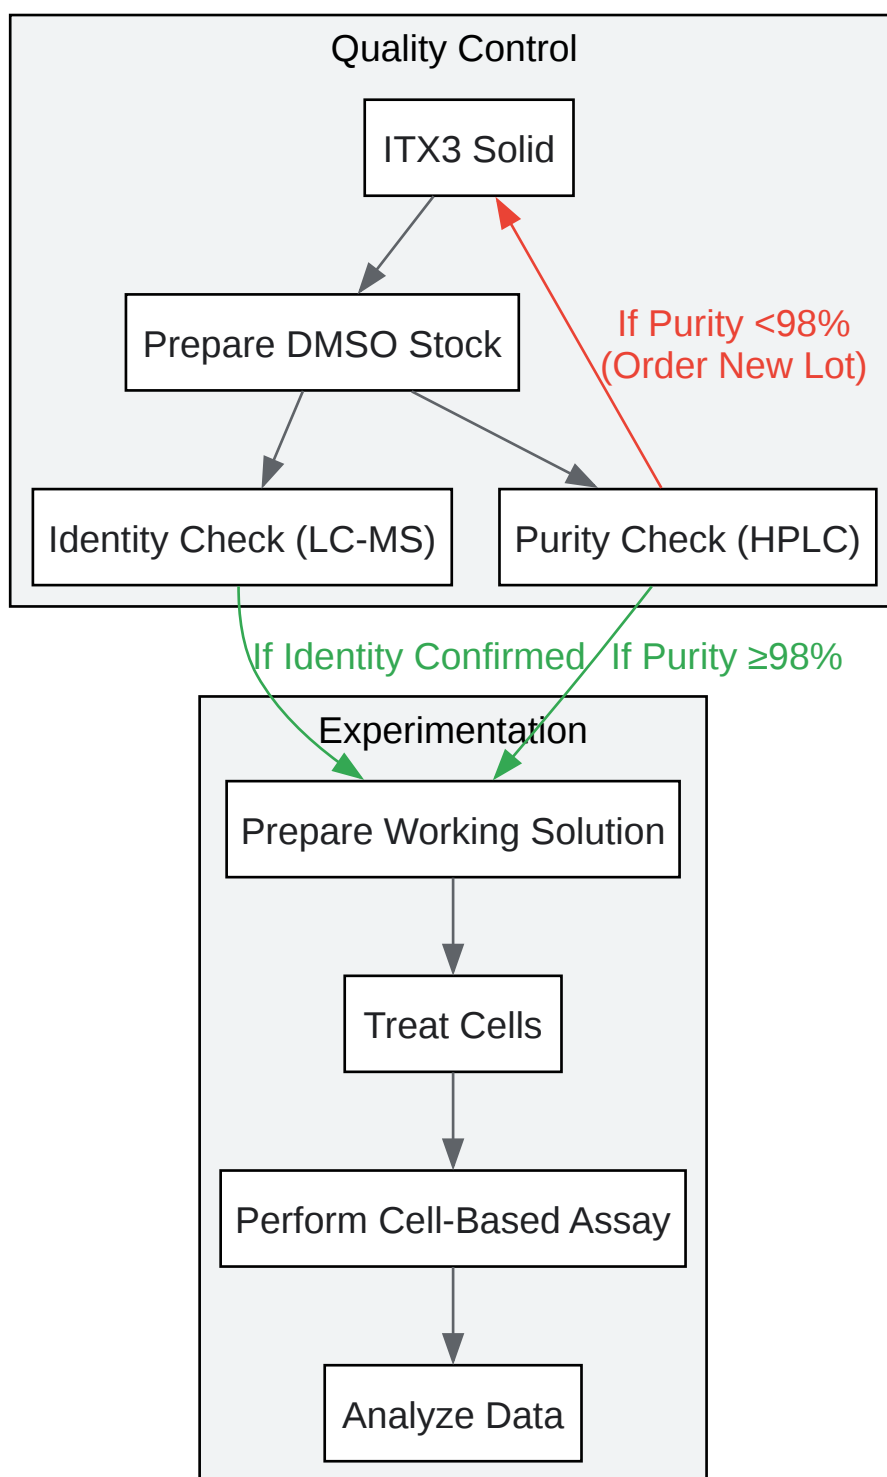 Quality Control
ITX3 Solid
If Purity <98%
(Order New Lot)
Prepare DMSO Stock
Identity Check (LC-MS)
Purity Check (HPLC)
If Identity Confirmed
If Purity ≥98%
Experimentation
Prepare Working Solution
Treat Cells
Perform Cell-Based Assay
Analyze Data